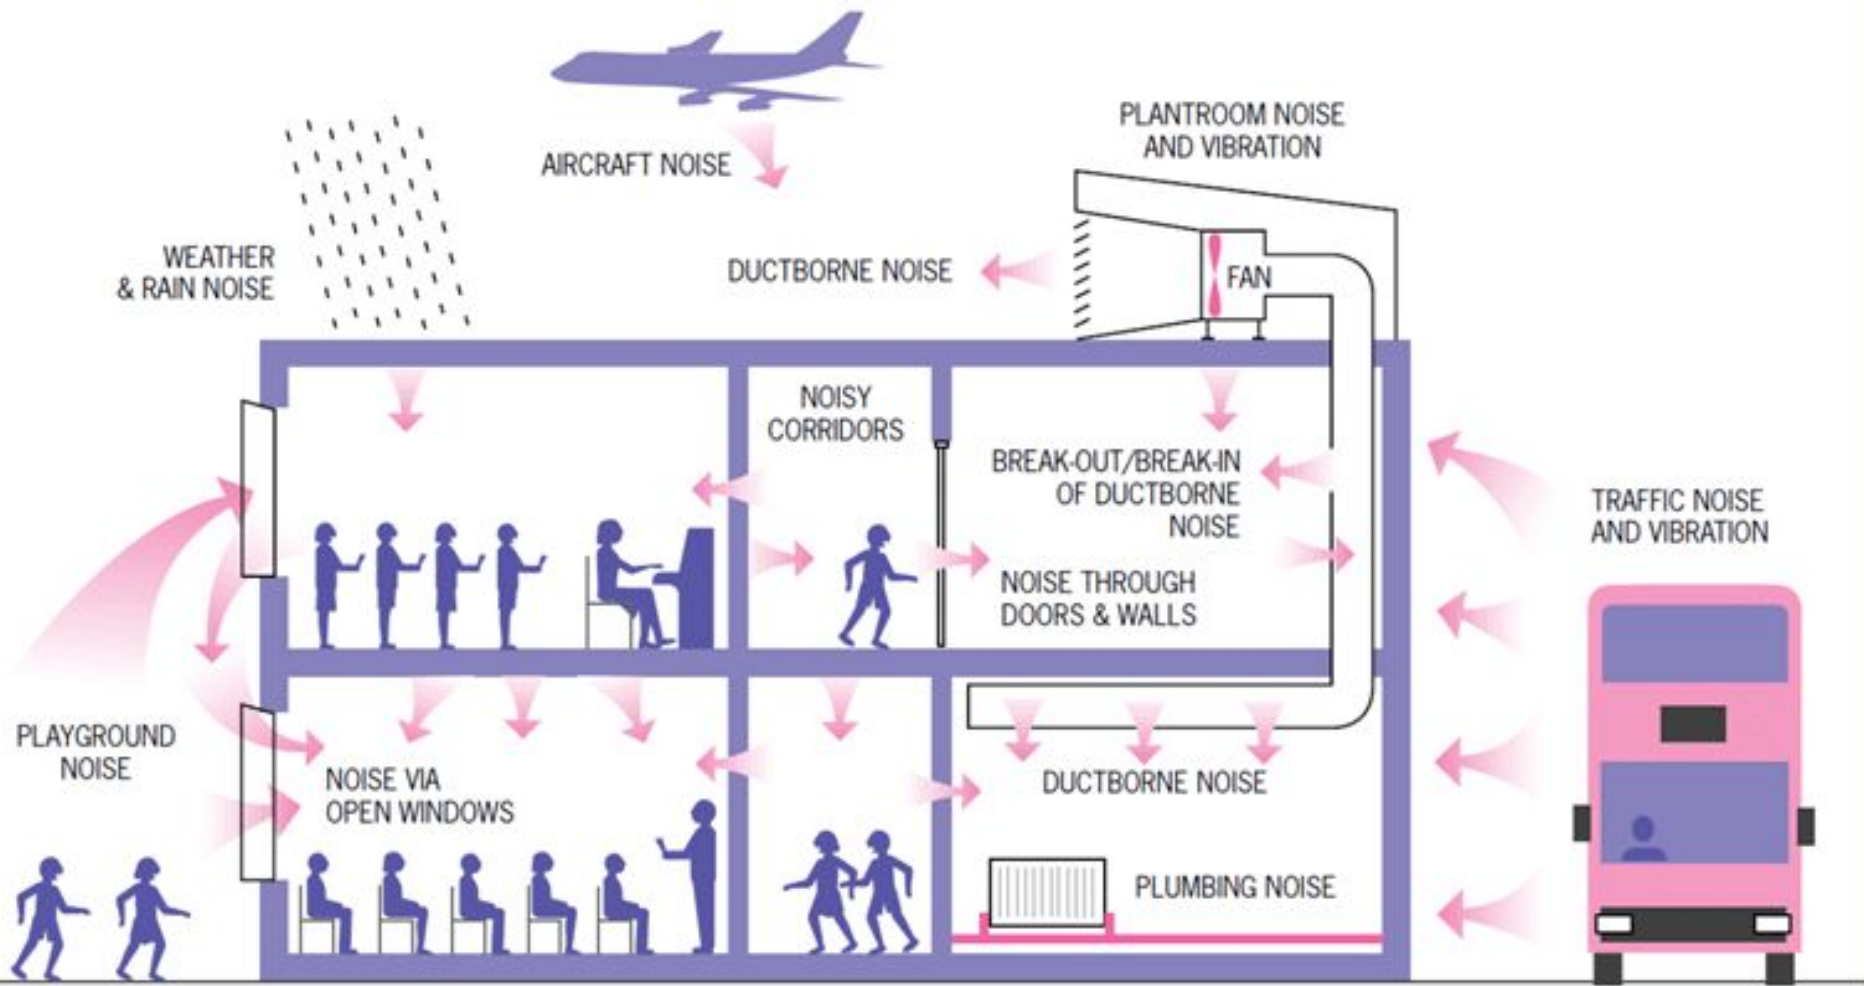 PLANTROOM NOISE
AND VIBRATION
AIRCRAFT NOISE
WEATHER
& RAIN NOISE
DUCTBORNE NOISE
FAN
NOISY
CORRIDORS
BREAK-OUT/BREAK-IN
OF DUCTBORNE
NOISE
TRAFFIC NOISE
AND VIBRATION
NOISE THROUGH
DOORS & WALLS
PLAYGROUND
NOISE
NOISE VIA
OPEN WINDOWS
DUCTBORNE NOISE
PLUMBING NOISE